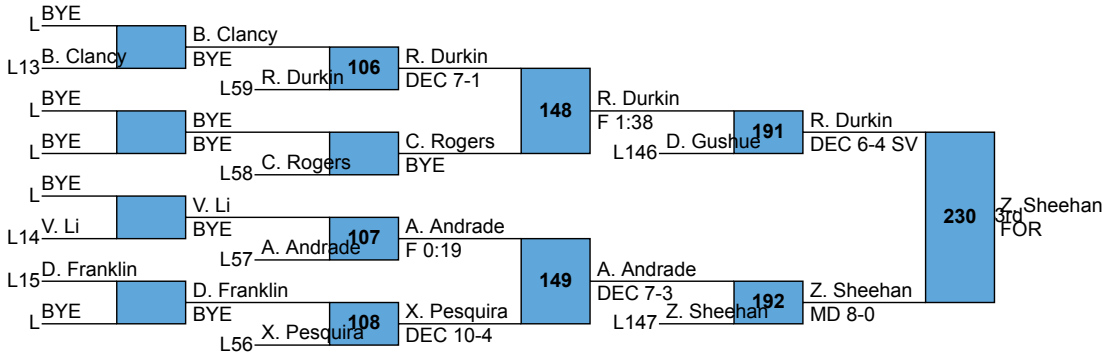 L BYE
L13 B. Clancy
B. Clancy
BYE
L59 R. Durkin
106
R. Durkin
DEC 7-1
L BYE
L BYE
BYE
BYE
L58 C. Rogers
C. Rogers
BYE
148
R. Durkin
F 1:38
L146 D. Gushue
191
R. Durkin
DEC 6-4 SV
L BYE
L14 V. Li
V. Li
BYE
L57 A. Andrade
107
A. Andrade
F 0:19
L15 D. Franklin
L BYE
D. Franklin
BYE
L56 X. Pesquira
108
X. Pesquira
DEC 10-4
149
A. Andrade
DEC 7-3
L147 Z. Sheehan
192
Z. Sheehan
MD 8-0
230
Z. Sheehan
3rd
FOR